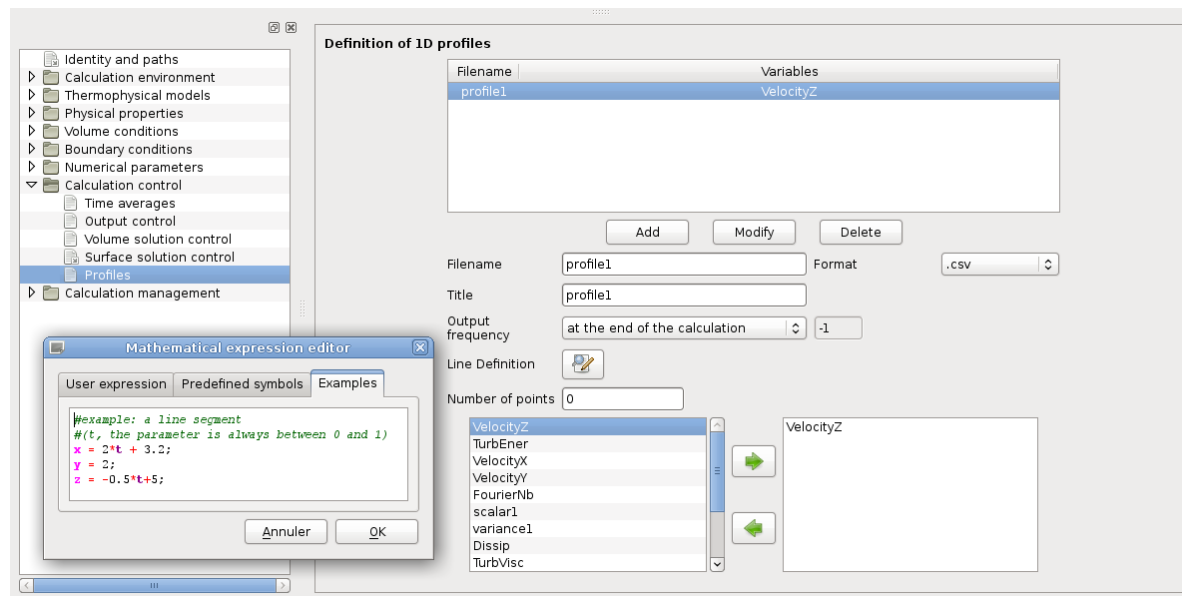 Identity and paths
Calculation environment
Thermophysical models
Physical properties
Volume conditions
Boundary conditions
Numerical parameters
Calculation control
Time averages
Output control
Volume solution control
Surface solution control
Profiles
Calculation management
Mathematical expression editor
User expression Predefined symbols Examples
#example: a line segment
#(t, the parameter is always between 0 and 1)
x = 2*t + 3.2;
y = 2;
z = -0.5*t+5;
Annuler OK
Definition of 1D profiles
Filename Variables
profile1 VelocityZ
Add Modify Delete
Filename profile1 Format .csv
Title profile1
Output
frequency at the end of the calculation -1
Line Definition
Number of points 0
VelocityZ
TurbEner
VelocityX
VelocityY
FourierNb
scalar1
variance1
Dissip
TurbVisc
VelocityZ